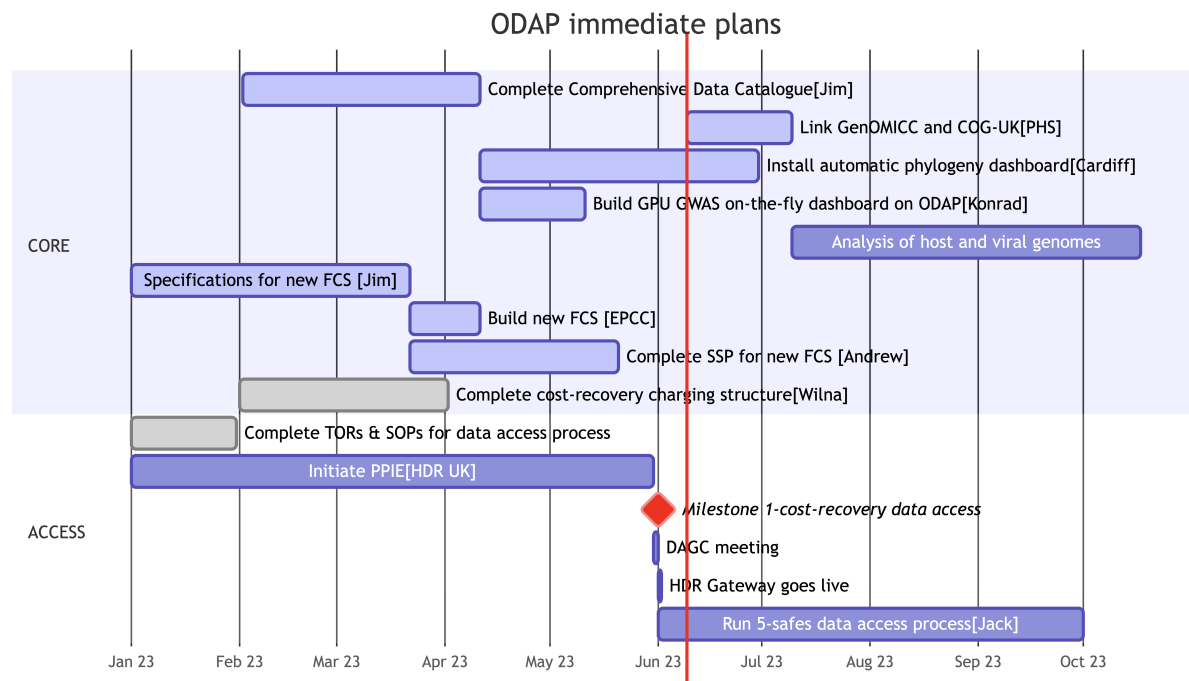 ODAP immediate plans
Complete Comprehensive Data Catalogue[Jim]
Link GenOMICC and COG-UK[PHS]
Install automatic phylogeny dashboard[Cardiff]
Build GPU GWAS on-the-fly dashboard on ODAP[Konrad]
Analysis of host and viral genomes
CORE
Specifications for new FCS [Jim]
Build new FCS [EPCC]
Complete SSP for new FCS [Andrew]
Complete cost-recovery charging structure[Wilna]
Complete TORs & SOPs for data access process
Initiate PPIE[HDR UK]
Milestone 1-cost-recovery data access
ACCESS
DAGC meeting
HDR Gateway goes live
Run 5-safes data access process[Jack]
Jan 23 Feb 23 Mar 23 Apr 23 May 23 Jun 23 Jul 23 Aug 23 Sep 23 Oct 23